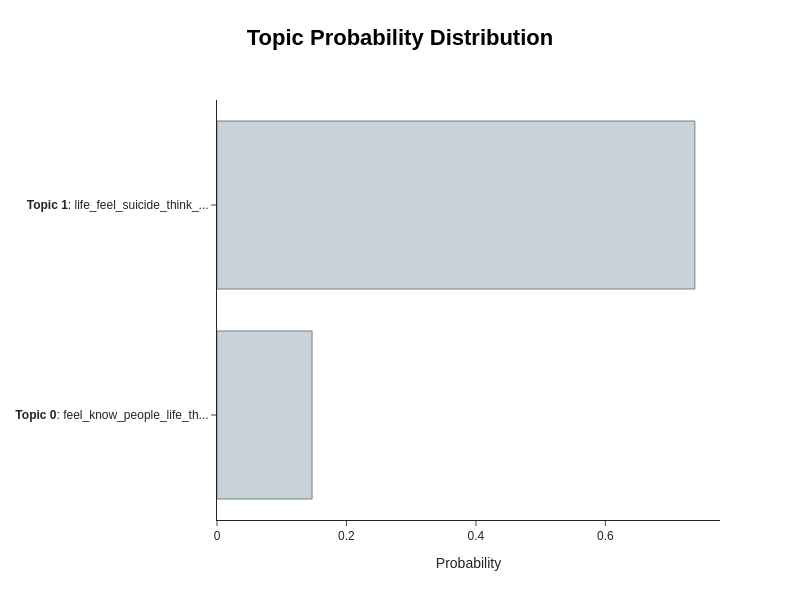 Topic Probability Distribution
Topic 1: life_feel_suicide_think_...
Topic 0: feel_know_people_life_th...
0 0.2 0.4 0.6
Probability